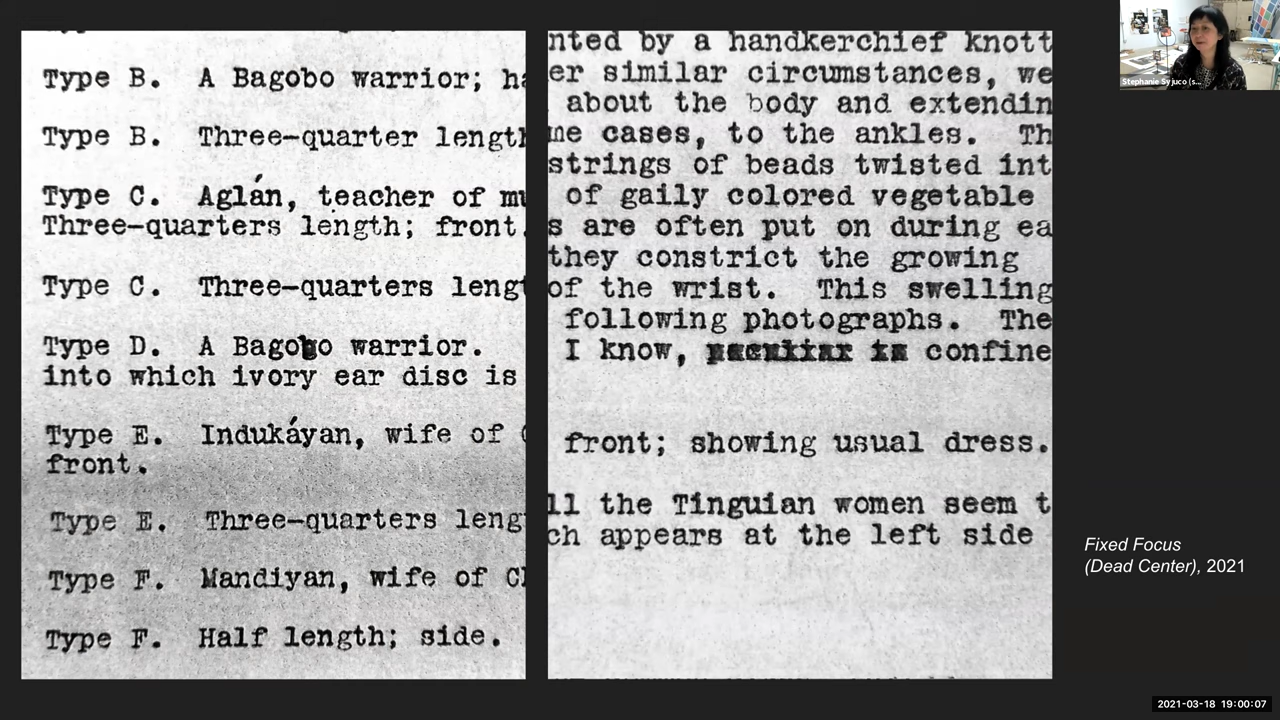 Type B. A Bagobo warrior; ha
Type B. Three-quarter length
Type C. Aglán, teacher of mu
Three-quarters length; front.
Type C. Three-quarters lengt
Type D. A Bagobo warrior.
into which ivory ear disc is
Type E. Indukáyan, wife of
front.
Type E. Three-quarters leng
Type F. Mandiyan, wife of Ch
Type F. Half length; side.
nted by a handkerchief knott
er similar circumstances, we
about the body and extendin
me cases, to the ankles. Th
strings of beads twisted int
of gaily colored vegetable
s are often put on during ea
they constrict the growing
of the wrist. This swelling
following photographs. The
I know, confine
front; showing usual dress.
ll the Tinguian women seem t
ch appears at the left side
Fixed Focus
(Dead Center), 2021
Stephanie Syjuco (s...
2021-03-18 19:00:07